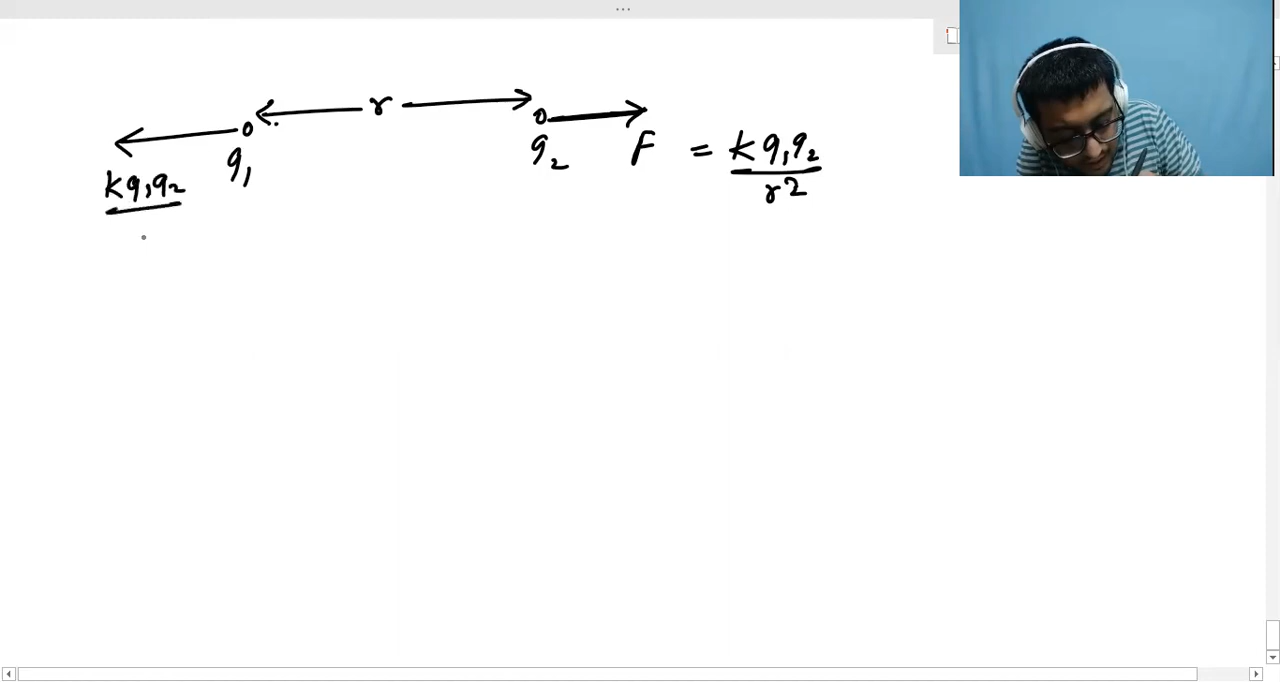 r
q₁ q₂ F = kq₁q₂/r²
kq₁q₂